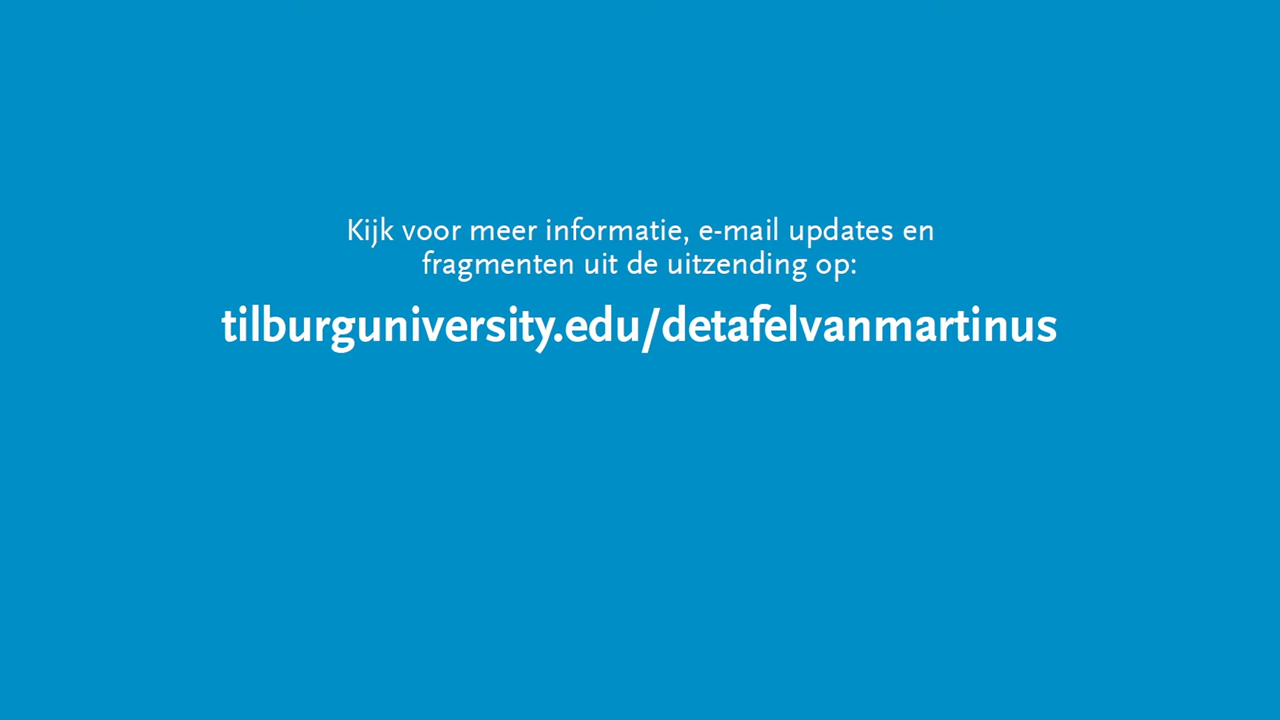 Kijk voor meer informatie, e-mail updates en
fragmenten uit de uitzending op:
tilburguniversity.edu/detafelvanmartinus